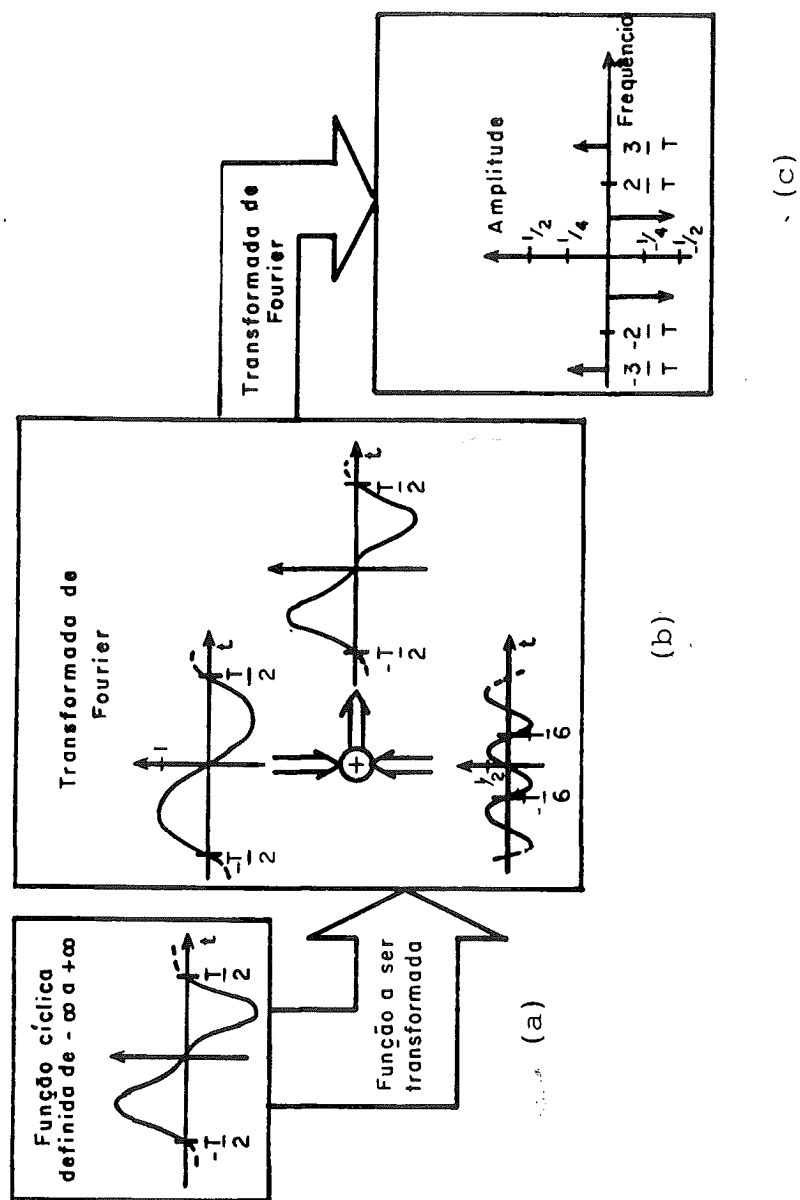 Função cíclica
definida de - ∞ a + ∞
t
-T/2
T/2
Função a ser
transformada
(a)
Transformada de
Fourier
1
t
-T/2
T/2
+
t
-T/2
T/2
1/2
t
-T/6
T/6
(b)
Transformada de
Fourier
Amplitude
1/2
1/4
-1/4
-1/2
Frequência
-3/T
-2/T
2/T
3/T
(c)